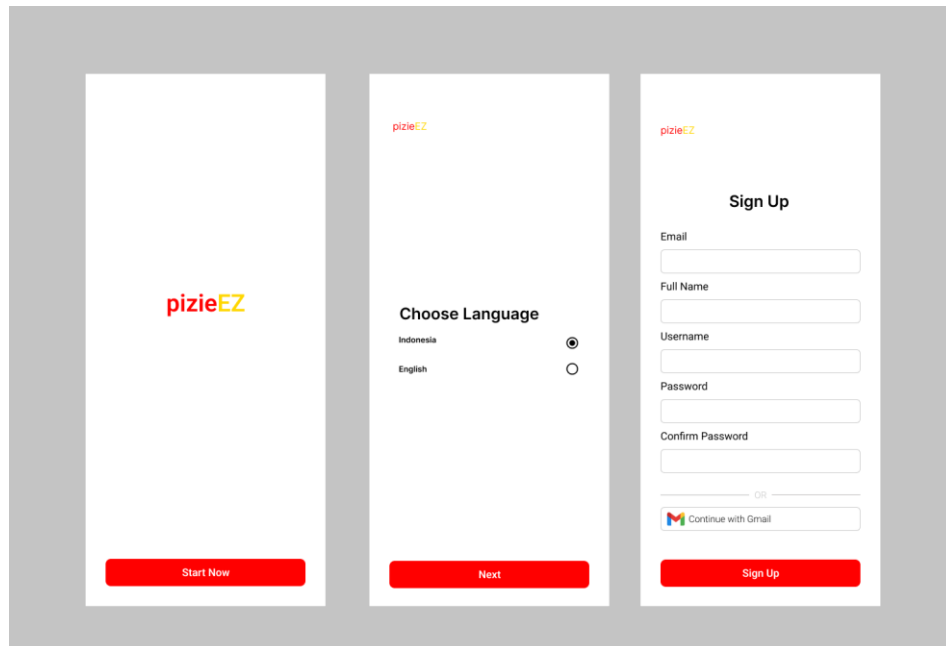 pizieEZ
Start Now
pizieEZ
Choose Language
Indonesia
English
Next
pizieEZ
Sign Up
Email
Full Name
Username
Password
Confirm Password
OR
Continue with Gmail
Sign Up